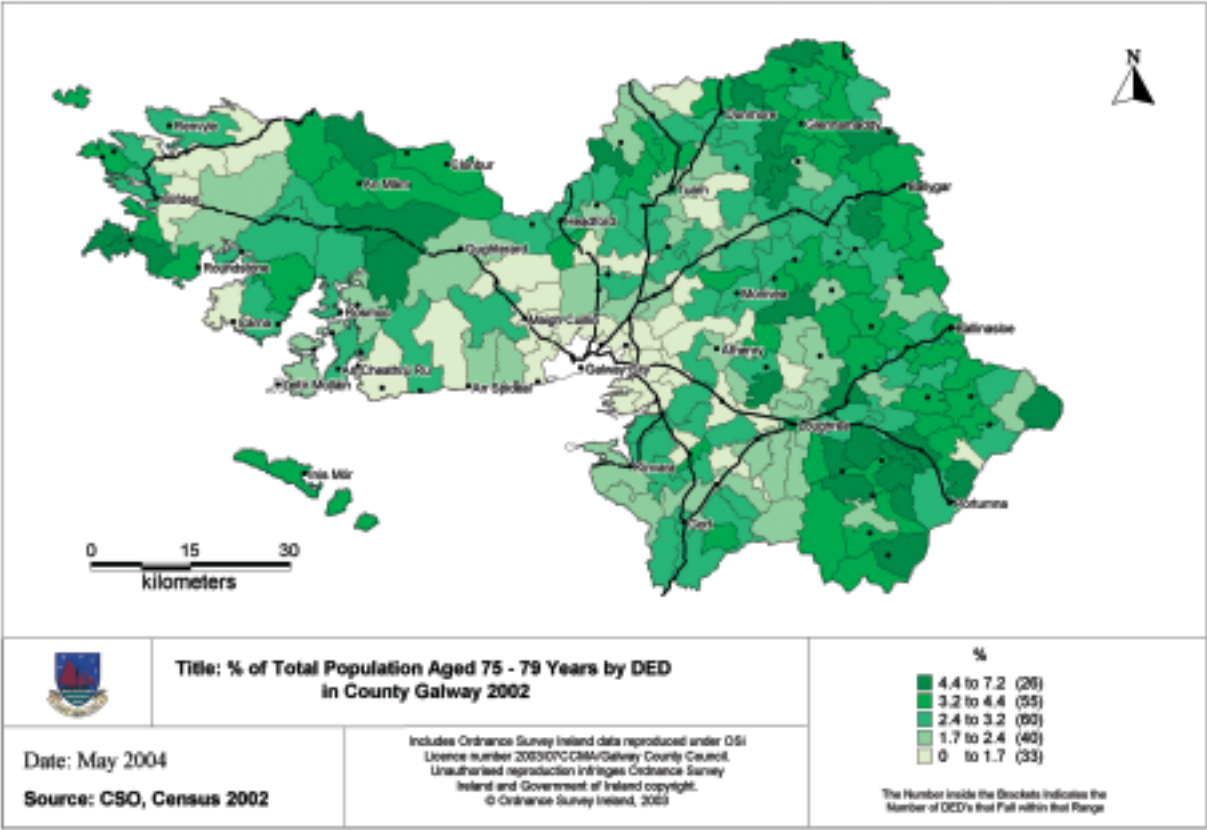 N
Renvyle
Dunmore
Glennamaddy
Clonbur
An Mám
Tuam
Ballygar
Clifden
Headford
Oughterard
Roundstone
Monivea
Rosmuc
Carna
Maigh Cuilinn
Ballinasloe
Athenry
Galway City
An Cheathrú Rua
An Spidéal
Loughrea
Kinvara
Inis Mór
Portumna
Gort
0 15 30
kilometers
Title: % of Total Population Aged 75 - 79 Years by DED
in County Galway 2002
%
4.4 to 7.2 (26)
3.2 to 4.4 (55)
2.4 to 3.2 (60)
1.7 to 2.4 (40)
0 to 1.7 (33)
Date: May 2004
Source: CSO, Census 2002
Includes Ordnance Survey Ireland data reproduced under OSi
Licence number 2003/07CCMA/Galway County Council.
Unauthorised reproduction infringes Ordnance Survey
Ireland and Government of Ireland copyright.
© Ordnance Survey Ireland, 2003
The Number inside the Brackets Indicates the
Number of DED's that Fall within that Range